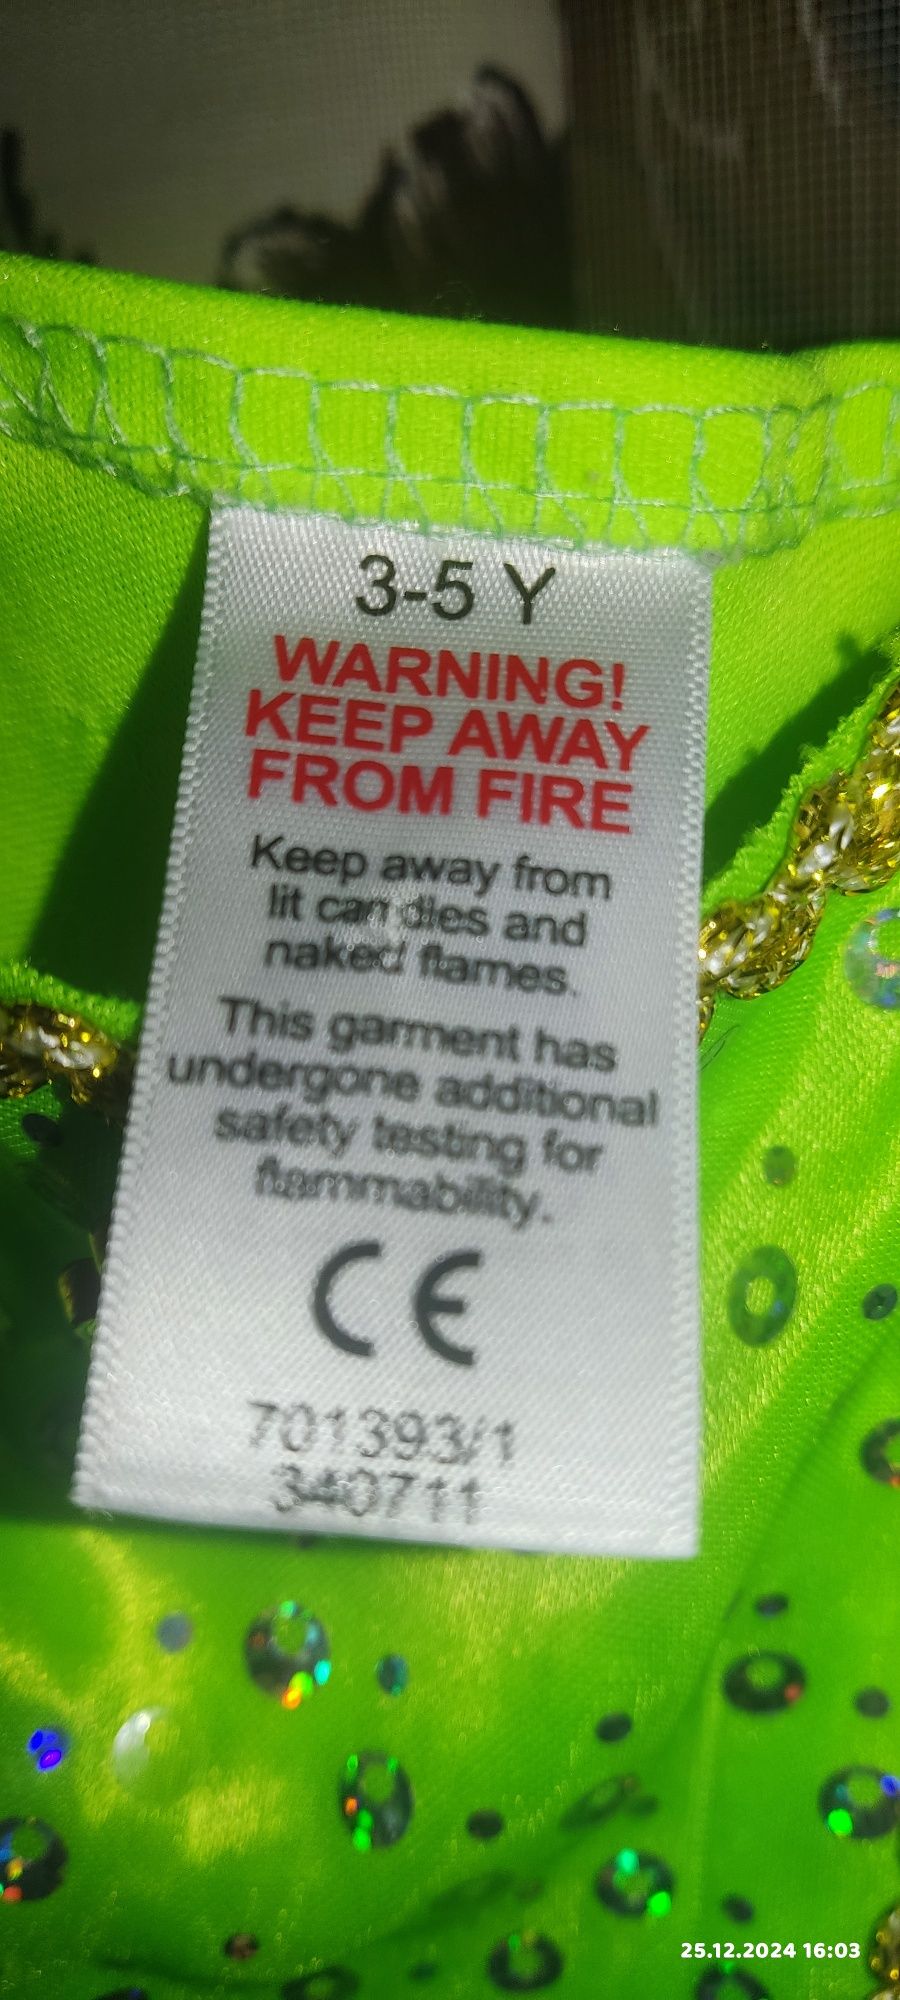 3-5 Y
WARNING!
KEEP AWAY
FROM FIRE
Keep away from
lit candles and
naked flames.
This garment has
undergone additional
safety testing for
flammability.
CE
701393/1
340711
25.12.2024 16:03